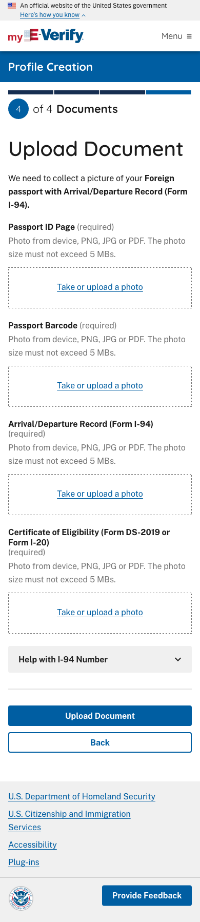 An official website of the United States government
Here's how you know
my E-Verify
Menu
Profile Creation
4 of 4 Documents
Upload Document
We need to collect a picture of your Foreign
passport with Arrival/Departure Record (Form
I-94).
Passport ID Page (required)
Photo from device, PNG, JPG or PDF. The photo
size must not exceed 5 MBs.
Take or upload a photo
Passport Barcode (required)
Photo from device, PNG, JPG or PDF. The photo
size must not exceed 5 MBs.
Take or upload a photo
Arrival/Departure Record (Form I-94)
(required)
Photo from device, PNG, JPG or PDF. The photo
size must not exceed 5 MBs.
Take or upload a photo
Certificate of Eligibility (Form DS-2019 or
Form I-20)
(required)
Photo from device, PNG, JPG or PDF. The photo
size must not exceed 5 MBs.
Take or upload a photo
Help with I-94 Number
Upload Document
Back
U.S. Department of Homeland Security
U.S. Citizenship and Immigration
Services
Accessibility
Plug-ins
Provide Feedback